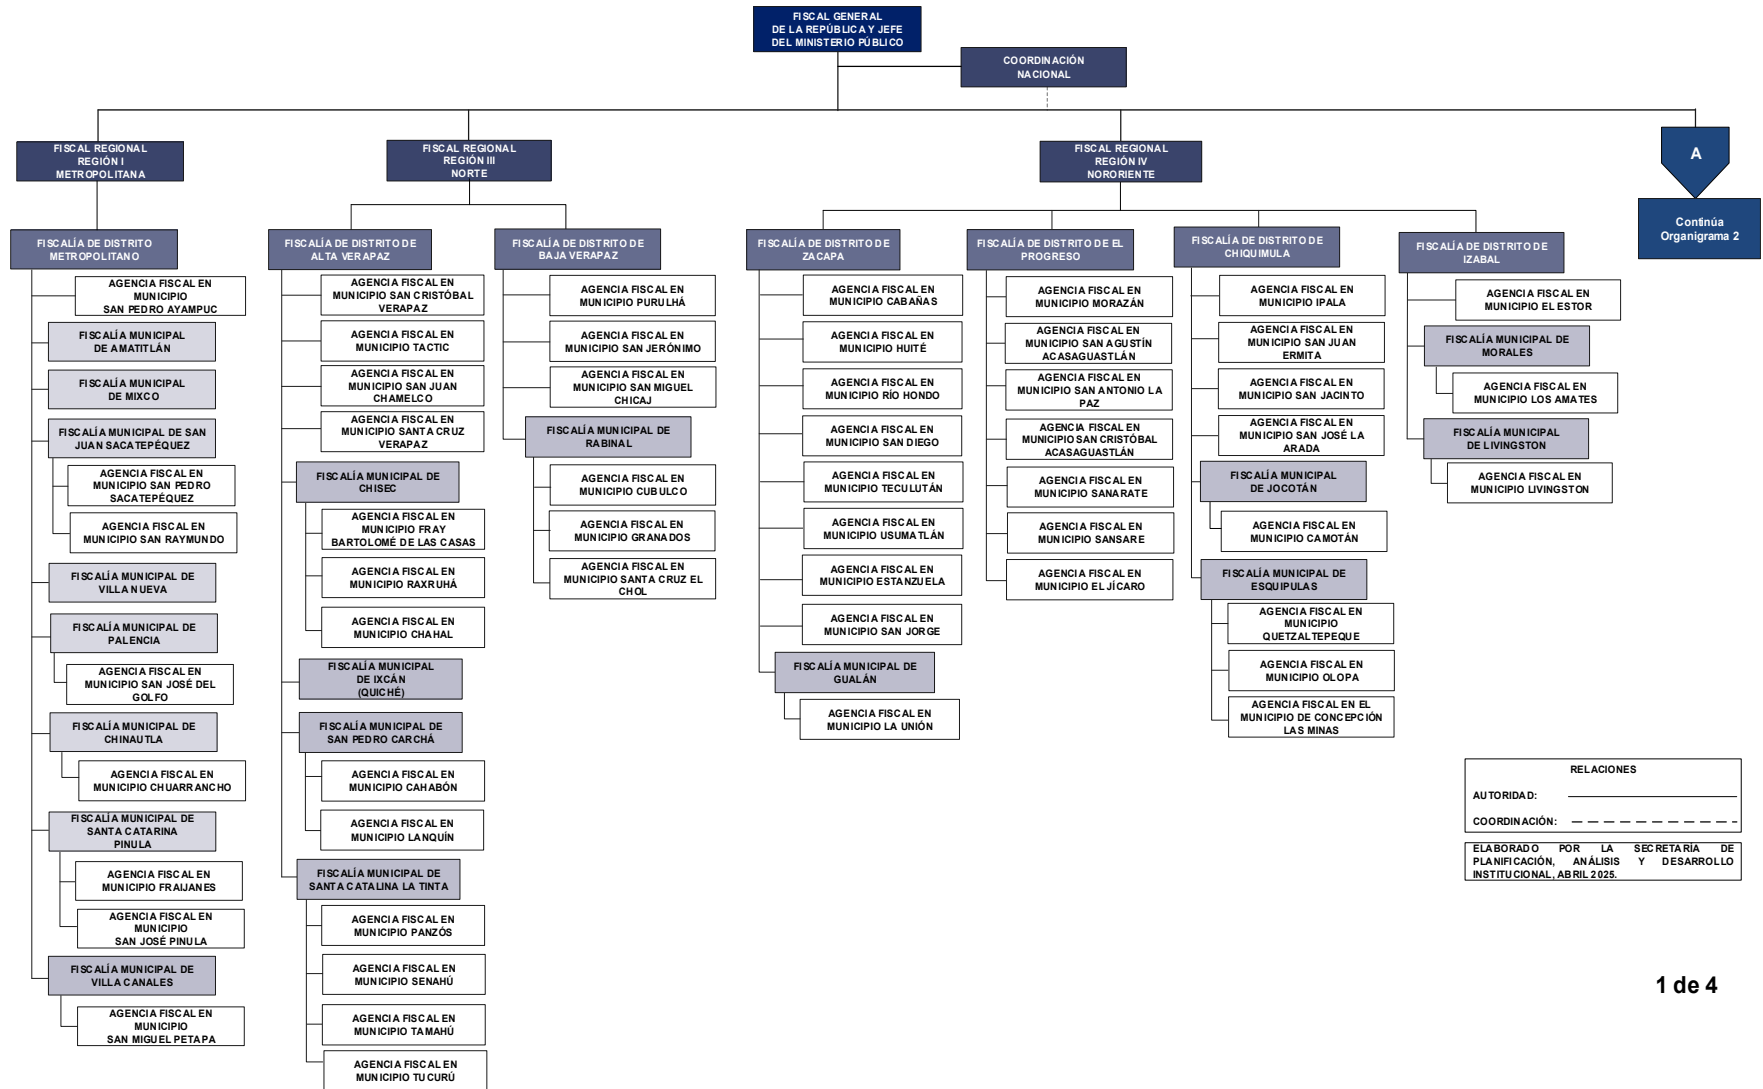 FISCAL GENERAL
DE LA REPÚBLICA Y JEFE
DEL MINISTERIO PÚBLICO
COORDINACIÓN
NACIONAL
FISCAL REGIONAL
REGIÓN I
METROPOLITANA
FISCALÍA DE DISTRITO
METROPOLITANO
AGENCIA FISCAL EN
MUNICIPIO
SAN PEDRO AYAMPUC
FISCALÍA MUNICIPAL
DE AMATITLÁN
FISCALÍA MUNICIPAL
DE MIXCO
FISCALÍA MUNICIPAL DE SAN
JUAN SACATEPÉQUEZ
AGENCIA FISCAL EN
MUNICIPIO SAN PEDRO
SACATEPÉQUEZ
AGENCIA FISCAL EN
MUNICIPIO SAN RAYMUNDO
FISCALÍA MUNICIPAL DE
VILLA NUEVA
FISCALÍA MUNICIPAL DE
PALENCIA
AGENCIA FISCAL EN
MUNICIPIO SAN JOSÉ DEL
GOLFO
FISCALÍA MUNICIPAL DE
CHINAUTLA
AGENCIA FISCAL EN
MUNICIPIO CHUARRANCHO
FISCALÍA MUNICIPAL DE
SANTA CATARINA
PINULA
AGENCIA FISCAL EN
MUNICIPIO FRAIJANES
AGENCIA FISCAL EN
MUNICIPIO
SAN JOSÉ PINULA
FISCALÍA MUNICIPAL DE
VILLA CANALES
AGENCIA FISCAL EN
MUNICIPIO
SAN MIGUEL PETAPA
FISCAL REGIONAL
REGIÓN III
NORTE
FISCALÍA DE DISTRITO DE
ALTA VERAPAZ
AGENCIA FISCAL EN
MUNICIPIO SAN CRISTÓBAL
VERAPAZ
AGENCIA FISCAL EN
MUNICIPIO TACTIC
AGENCIA FISCAL EN
MUNICIPIO SAN JUAN
CHAMELCO
AGENCIA FISCAL EN
MUNICIPIO SANTA CRUZ
VERAPAZ
FISCALÍA MUNICIPAL DE
CHISEC
AGENCIA FISCAL EN
MUNICIPIO FRAY
BARTOLOMÉ DE LAS CASAS
AGENCIA FISCAL EN
MUNICIPIO RAXRUHÁ
AGENCIA FISCAL EN
MUNICIPIO CHAHAL
FISCALÍA MUNICIPAL
DE IXCÁN
(QUICHÉ)
FISCALÍA MUNICIPAL DE
SAN PEDRO CARCHÁ
AGENCIA FISCAL EN
MUNICIPIO CAHABÓN
AGENCIA FISCAL EN
MUNICIPIO LANQUÍN
FISCALÍA MUNICIPAL DE
SANTA CATALINA LA TINTA
AGENCIA FISCAL EN
MUNICIPIO PANZÓS
AGENCIA FISCAL EN
MUNICIPIO SENAHÚ
AGENCIA FISCAL EN
MUNICIPIO TAMAHÚ
AGENCIA FISCAL EN
MUNICIPIO TUCURÚ
FISCALÍA DE DISTRITO DE
BAJA VERAPAZ
AGENCIA FISCAL EN
MUNICIPIO PURULHÁ
AGENCIA FISCAL EN
MUNICIPIO SAN JERÓNIMO
AGENCIA FISCAL EN
MUNICIPIO SAN MIGUEL
CHICAJ
FISCALÍA MUNICIPAL DE
RABINAL
AGENCIA FISCAL EN
MUNICIPIO CUBULCO
AGENCIA FISCAL EN
MUNICIPIO GRANADOS
AGENCIA FISCAL EN
MUNICIPIO SANTA CRUZ EL
CHOL
FISCAL REGIONAL
REGIÓN IV
NORORIENTE
FISCALÍA DE DISTRITO DE
ZACAPA
AGENCIA FISCAL EN
MUNICIPIO CABAÑAS
AGENCIA FISCAL EN
MUNICIPIO HUITÉ
AGENCIA FISCAL EN
MUNICIPIO RÍO HONDO
AGENCIA FISCAL EN
MUNICIPIO SAN DIEGO
AGENCIA FISCAL EN
MUNICIPIO TECULUTÁN
AGENCIA FISCAL EN
MUNICIPIO USUMATLÁN
AGENCIA FISCAL EN
MUNICIPIO ESTANZUELA
AGENCIA FISCAL EN
MUNICIPIO SAN JORGE
FISCALÍA MUNICIPAL DE
GUALÁN
AGENCIA FISCAL EN
MUNICIPIO LA UNIÓN
FISCALÍA DE DISTRITO DE EL
PROGRESO
AGENCIA FISCAL EN
MUNICIPIO MORAZÁN
AGENCIA FISCAL EN
MUNICIPIO SAN AGUSTÍN
ACASAGUASTLÁN
AGENCIA FISCAL EN
MUNICIPIO SAN ANTONIO LA
PAZ
AGENCIA FISCAL EN
MUNICIPIO SAN CRISTÓBAL
ACASAGUASTLÁN
AGENCIA FISCAL EN
MUNICIPIO SANARATE
AGENCIA FISCAL EN
MUNICIPIO SANSARE
AGENCIA FISCAL EN
MUNICIPIO EL JÍCARO
FISCALÍA DE DISTRITO DE
CHIQUIMULA
AGENCIA FISCAL EN
MUNICIPIO IPALA
AGENCIA FISCAL EN
MUNICIPIO SAN JUAN
ERMITA
AGENCIA FISCAL EN
MUNICIPIO SAN JACINTO
AGENCIA FISCAL EN
MUNICIPIO SAN JOSÉ LA
ARADA
FISCALÍA MUNICIPAL
DE JOCOTÁN
AGENCIA FISCAL EN
MUNICIPIO CAMOTÁN
FISCALÍA MUNICIPAL DE
ESQUIPULAS
AGENCIA FISCAL EN
MUNICIPIO
QUETZALTEPEQUE
AGENCIA FISCAL EN
MUNICIPIO OLOPA
AGENCIA FISCAL EN EL
MUNICIPIO DE CONCEPCIÓN
LAS MINAS
FISCALÍA DE DISTRITO DE
IZABAL
AGENCIA FISCAL EN
MUNICIPIO EL ESTOR
FISCALÍA MUNICIPAL DE
MORALES
AGENCIA FISCAL EN
MUNICIPIO LOS AMATES
FISCALÍA MUNICIPAL
DE LIVINGSTON
AGENCIA FISCAL EN
MUNICIPIO LIVINGSTON
A
Continúa
Organigrama 2
RELACIONES
AUTORIDAD:
COORDINACIÓN:
ELABORADO POR LA SECRETARÍA DE
PLANIFICACIÓN, ANÁLISIS Y DESARROLLO
INSTITUCIONAL, ABRIL 2025.
1 de 4